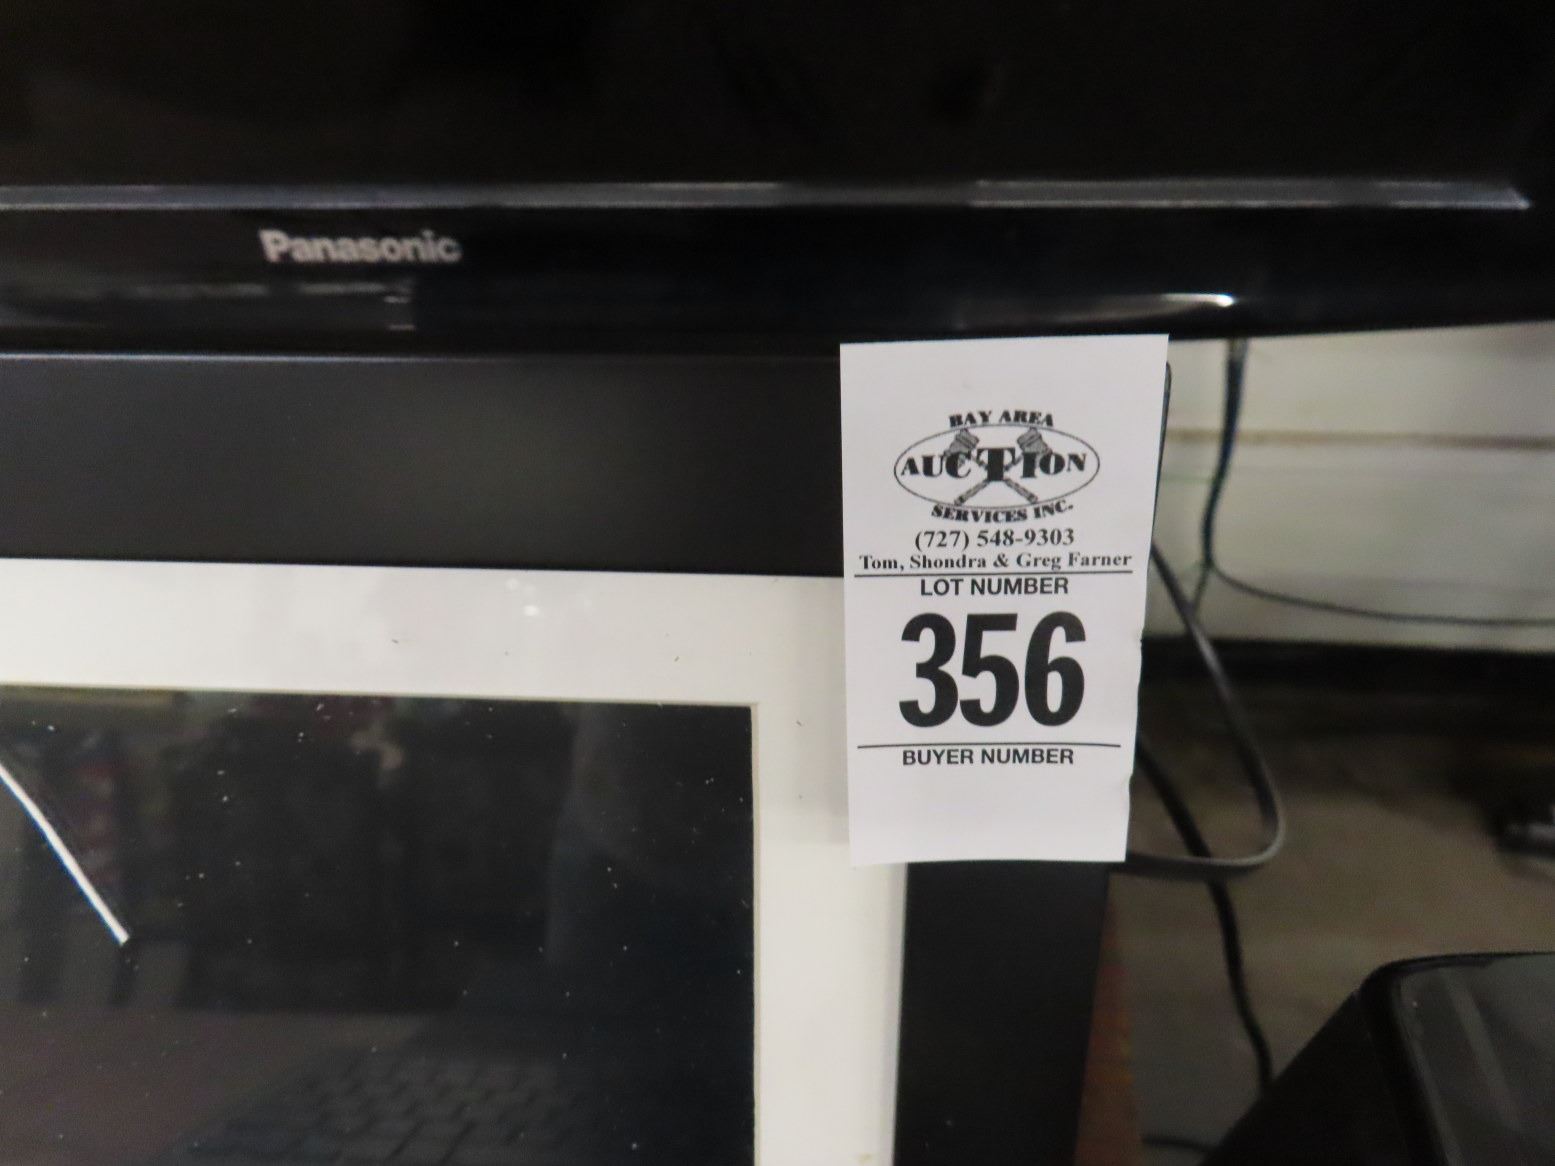 Panasonic
BAY AREA
AUCTION
SERVICES INC.
(727) 548-9303
Tom, Shondra & Greg Farner
LOT NUMBER
356
BUYER NUMBER